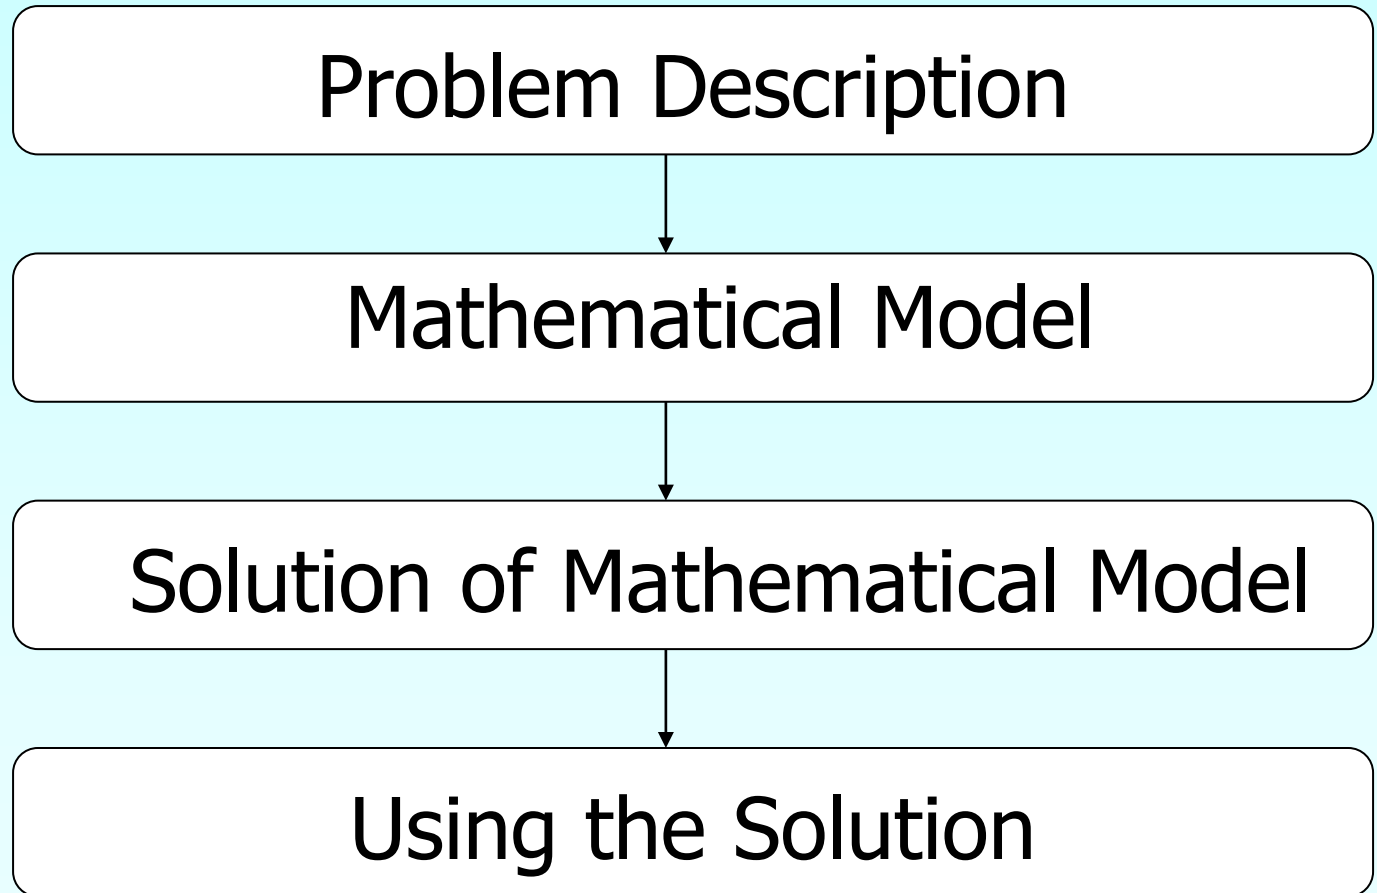 Problem Description
Mathematical Model
Solution of Mathematical Model
Using the Solution